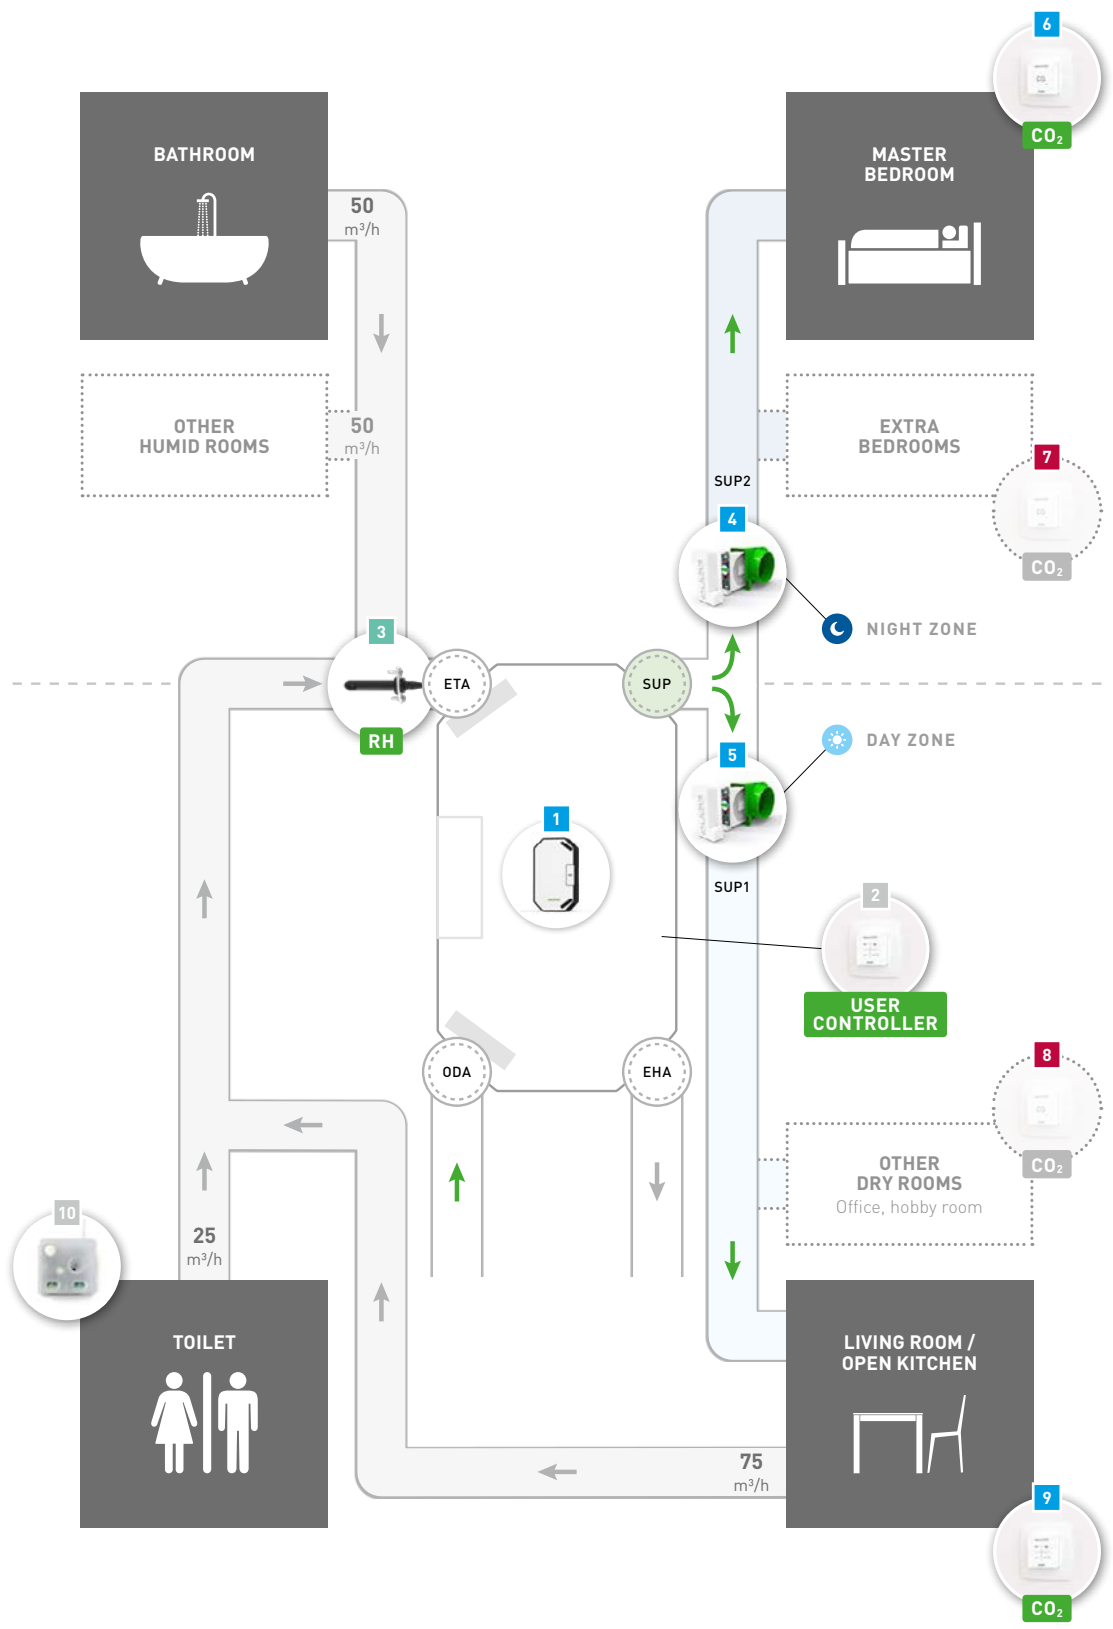 6
CO₂
BATHROOM
MASTER
BEDROOM
50
m³/h
OTHER
HUMID ROOMS
50
m³/h
EXTRA
BEDROOMS
7
CO₂
SUP2
4
NIGHT ZONE
3
ETA
SUP
RH
DAY ZONE
5
1
SUP1
2
USER
CONTROLLER
ODA
EHA
8
CO₂
OTHER
DRY ROOMS
Office, hobby room
10
25
m³/h
TOILET
LIVING ROOM /
OPEN KITCHEN
75
m³/h
9
CO₂